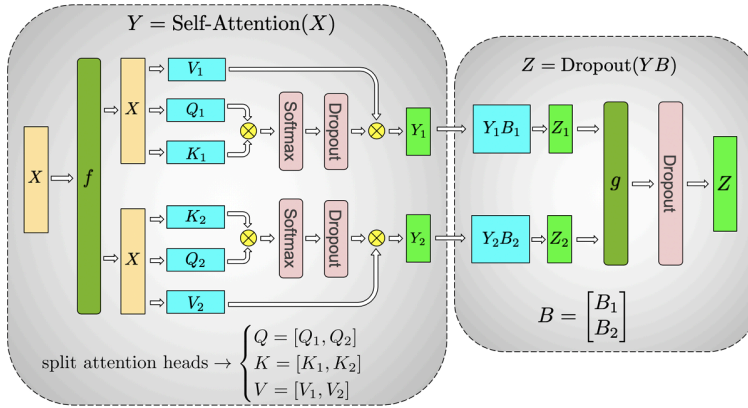 Y = Self-Attention(X)
Z = Dropout(YB)
X
f
X
V₁
Q₁
K₁
⊗
Softmax
Dropout
⊗
Y₁
Y₁B₁
Z₁
X
K₂
Q₂
V₂
⊗
Softmax
Dropout
⊗
Y₂
Y₂B₂
Z₂
g
Dropout
Z
split attention heads → {
Q = [Q₁, Q₂]
K = [K₁, K₂]
V = [V₁, V₂]
B = [B₁
B₂]